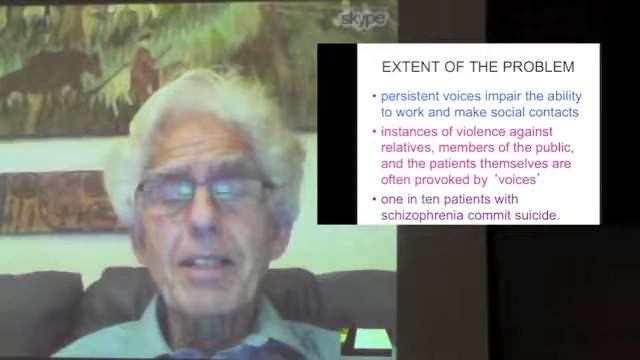 skype
EXTENT OF THE PROBLEM
• persistent voices impair the ability
to work and make social contacts
• instances of violence against
relatives, members of the public,
and the patients themselves are
often provoked by ‘voices’
• one in ten patients with
schizophrenia commit suicide.